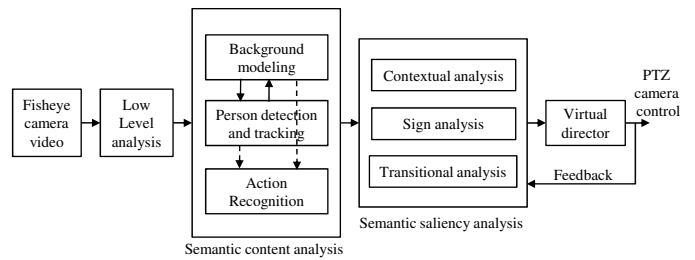 Fisheye
camera
video
Low
Level
analysis
Background
modeling
Person detection
and tracking
Action
Recognition
Semantic content analysis
Contextual analysis
Sign analysis
Transitional analysis
Semantic saliency analysis
Virtual
director
PTZ
camera
control
Feedback